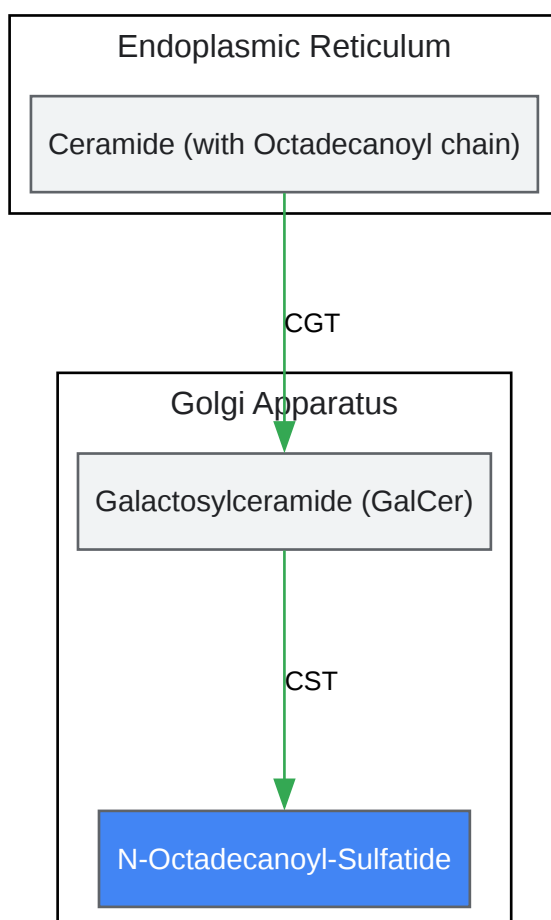 Endoplasmic Reticulum
Ceramide (with Octadecanoyl chain)
CGT
Golgi Apparatus
Galactosylceramide (GalCer)
CST
N-Octadecanoyl-Sulfatide